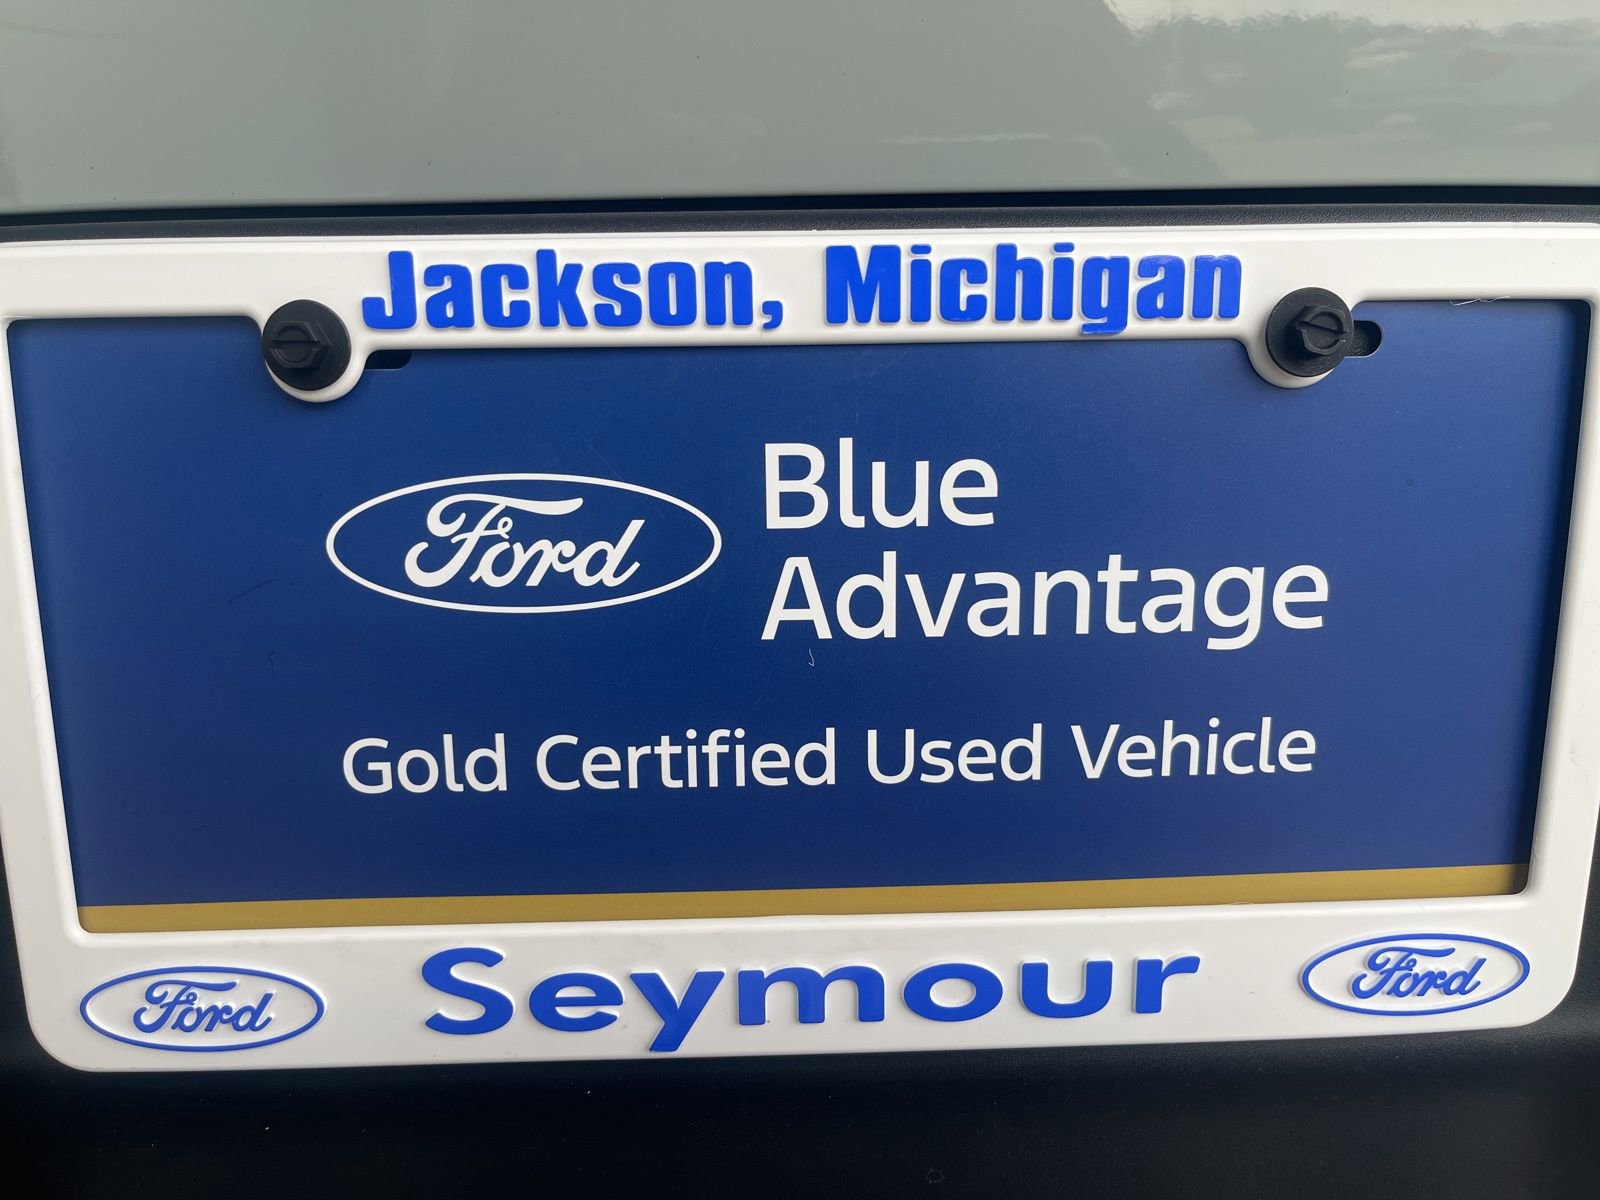 Jackson, Michigan
Ford
Blue
Advantage
Gold Certified Used Vehicle
Ford Seymour Ford